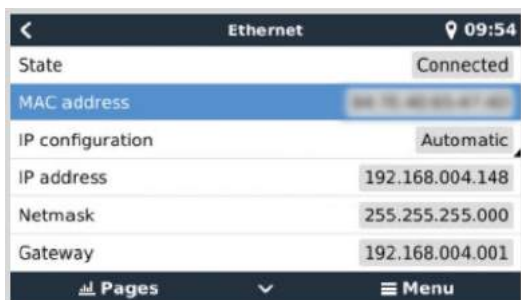 Ethernet 09:54
State Connected
MAC address
IP configuration Automatic
IP address 192.168.004.148
Netmask 255.255.255.000
Gateway 192.168.004.001
Pages Menu